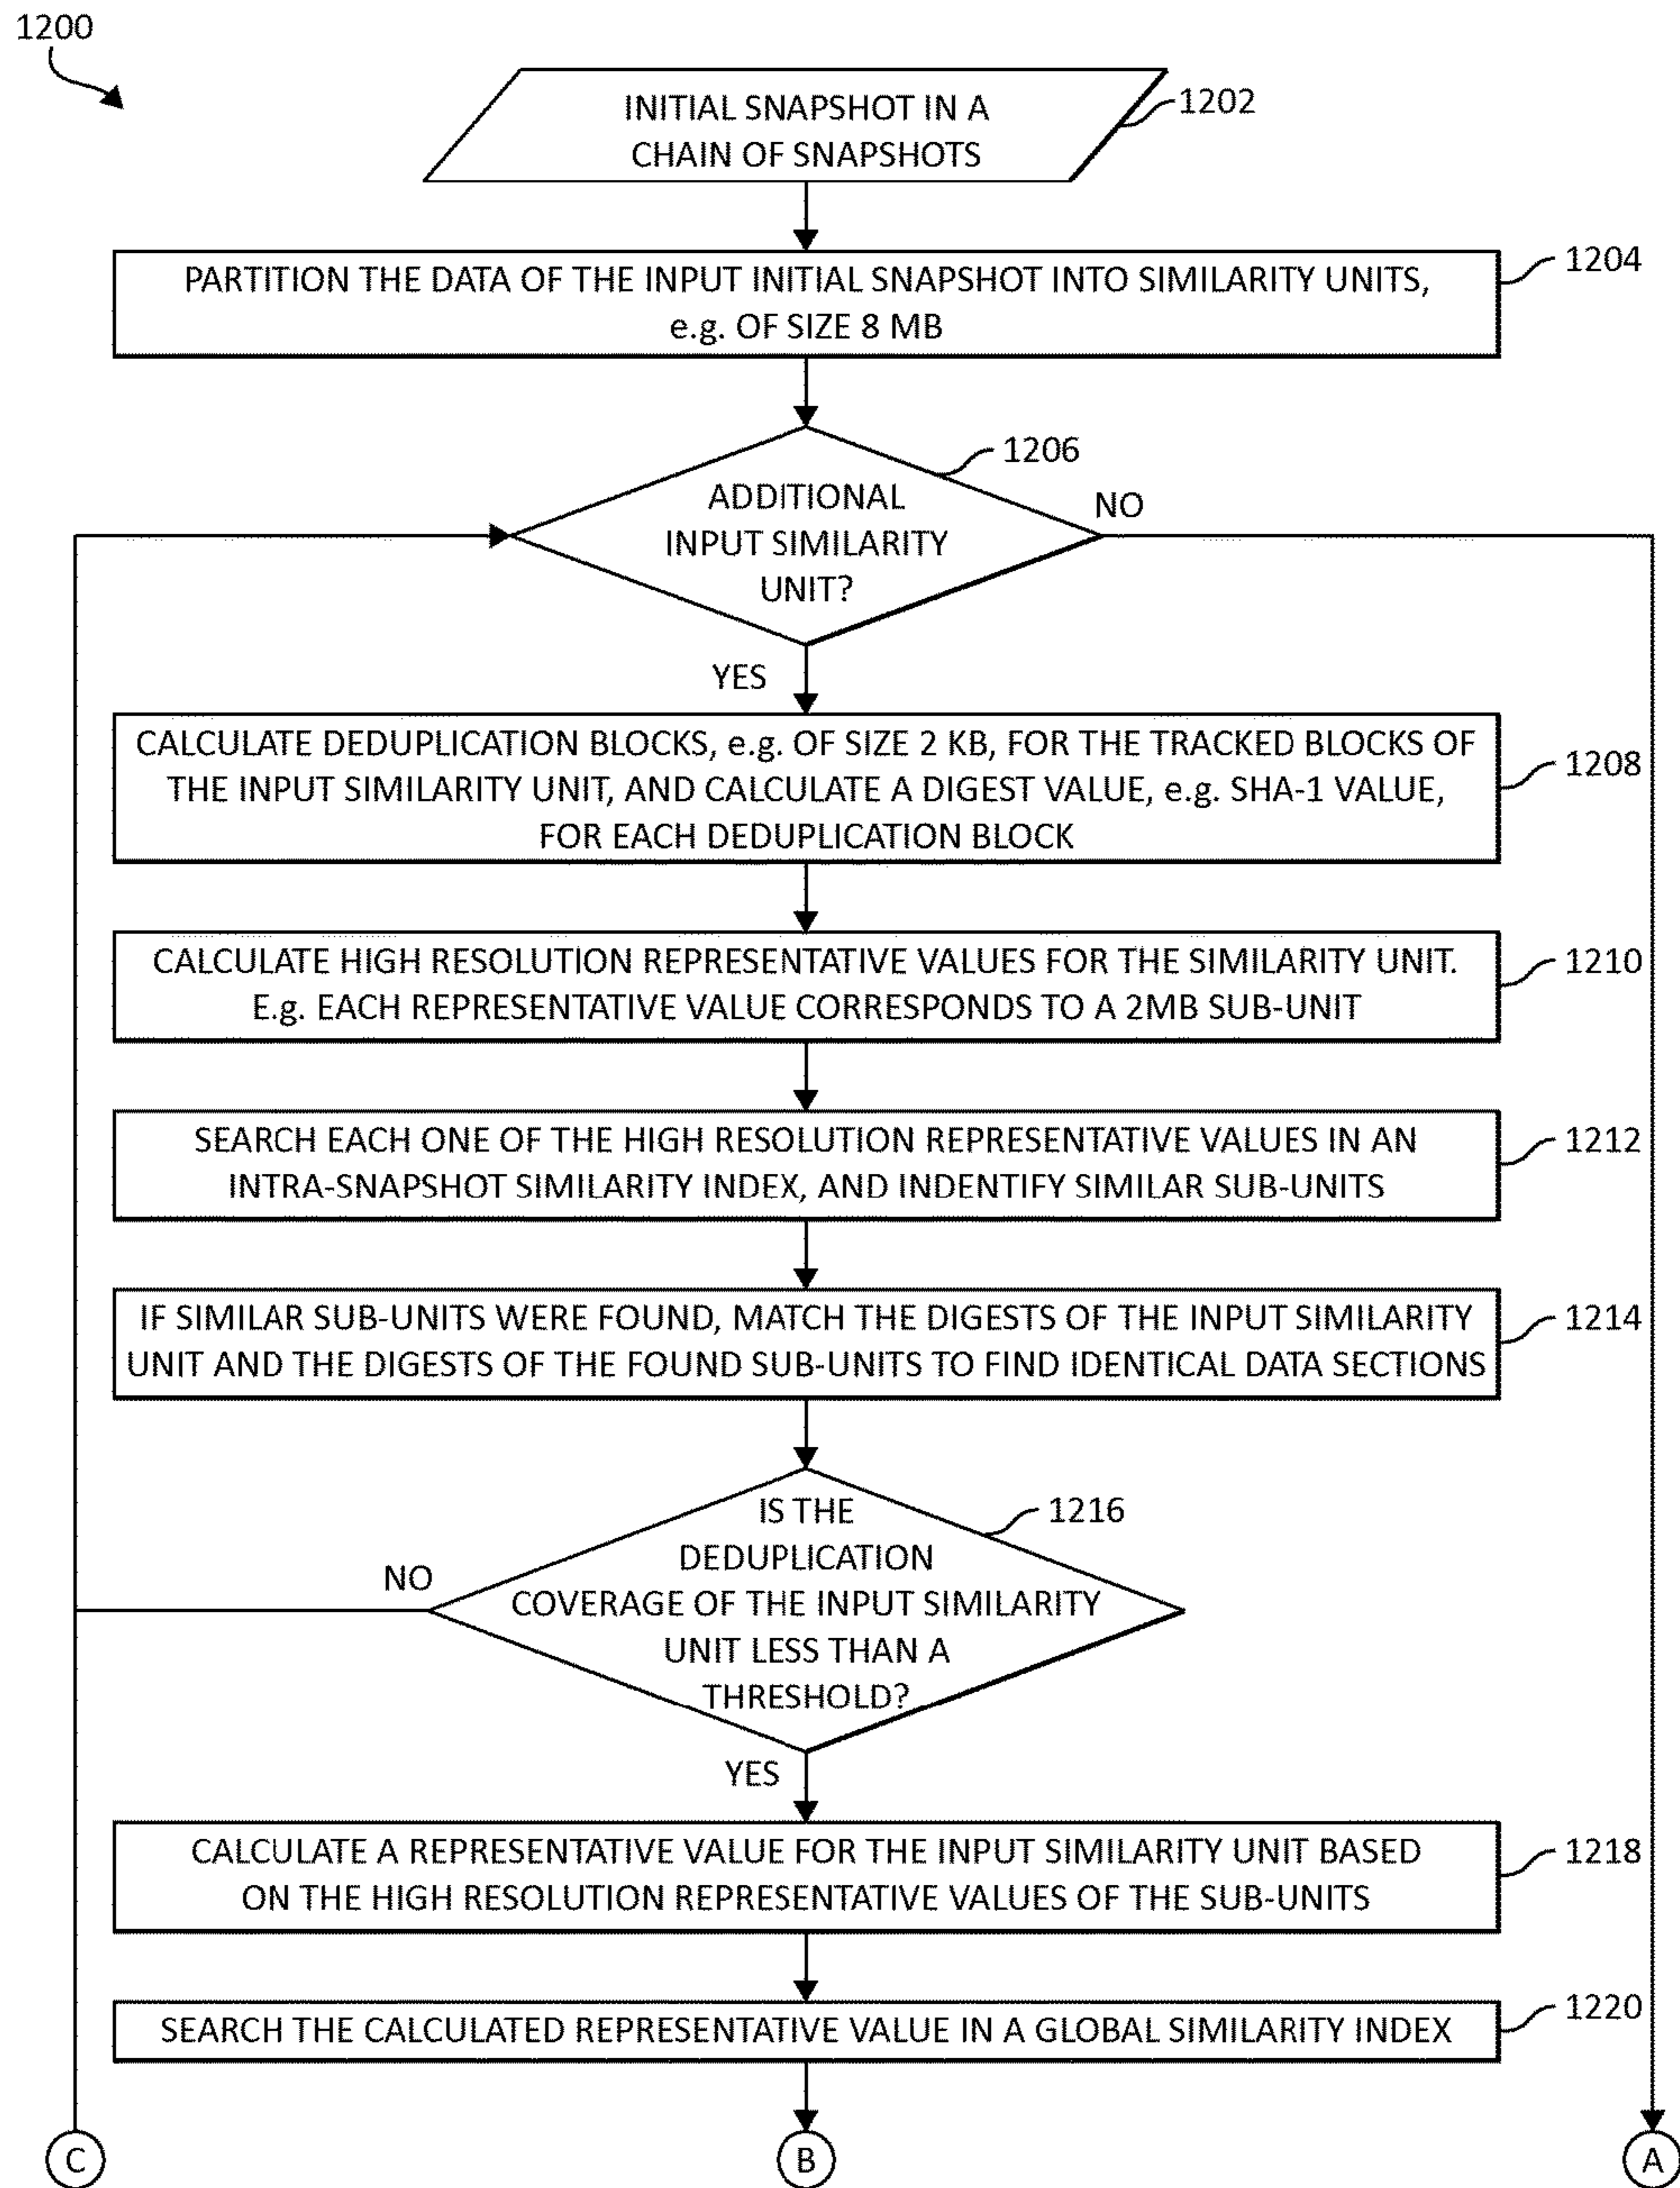 1200
INITIAL SNAPSHOT IN A
CHAIN OF SNAPSHOTS
1202
PARTITION THE DATA OF THE INPUT INITIAL SNAPSHOT INTO SIMILARITY UNITS,
e.g. OF SIZE 8 MB
1204
ADDITIONAL
INPUT SIMILARITY
UNIT?
1206
NO
YES
CALCULATE DEDUPLICATION BLOCKS, e.g. OF SIZE 2 KB, FOR THE TRACKED BLOCKS OF
THE INPUT SIMILARITY UNIT, AND CALCULATE A DIGEST VALUE, e.g. SHA-1 VALUE,
FOR EACH DEDUPLICATION BLOCK
1208
CALCULATE HIGH RESOLUTION REPRESENTATIVE VALUES FOR THE SIMILARITY UNIT.
E.g. EACH REPRESENTATIVE VALUE CORRESPONDS TO A 2MB SUB-UNIT
1210
SEARCH EACH ONE OF THE HIGH RESOLUTION REPRESENTATIVE VALUES IN AN
INTRA-SNAPSHOT SIMILARITY INDEX, AND INDENTIFY SIMILAR SUB-UNITS
1212
IF SIMILAR SUB-UNITS WERE FOUND, MATCH THE DIGESTS OF THE INPUT SIMILARITY
UNIT AND THE DIGESTS OF THE FOUND SUB-UNITS TO FIND IDENTICAL DATA SECTIONS
1214
IS THE
DEDUPLICATION
COVERAGE OF THE INPUT SIMILARITY
UNIT LESS THAN A
THRESHOLD?
1216
NO
YES
CALCULATE A REPRESENTATIVE VALUE FOR THE INPUT SIMILARITY UNIT BASED
ON THE HIGH RESOLUTION REPRESENTATIVE VALUES OF THE SUB-UNITS
1218
SEARCH THE CALCULATED REPRESENTATIVE VALUE IN A GLOBAL SIMILARITY INDEX
1220
C
B
A